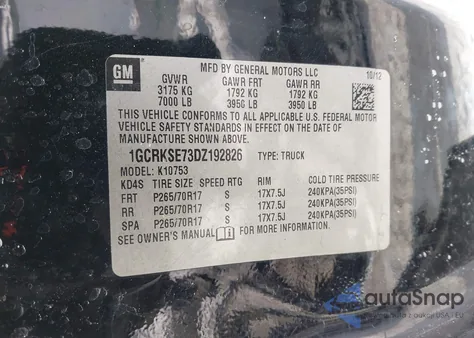 GM
MFD BY GENERAL MOTORS LLC 10/12
GVWR GAWR FRT GAWR RR
3175 KG 1792 KG 1792 KG
7000 LB 3950 LB 3950 LB
THIS VEHICLE CONFORMS TO ALL APPLICABLE U.S. FEDERAL MOTOR
VEHICLE SAFETY AND THEFT PREVENTION STANDARDS IN EFFECT ON THE DATE OF
MANUFACTURE SHOWN ABOVE.
1GCRKSE73DZ192826 TYPE: TRUCK
MODEL: K10753
KD4S TIRE SIZE SPEED RTG RIM COLD TIRE PRESSURE
FRT P265/70R17 S 17X7.5J 240KPA(35PSI)
RR P265/70R17 S 17X7.5J 240KPA(35PSI)
SPA P265/70R17 S 17X7.5J 240KPA(35PSI)
SEE OWNER'S MANUAL FOR MORE INFORMATION.
autoSnap